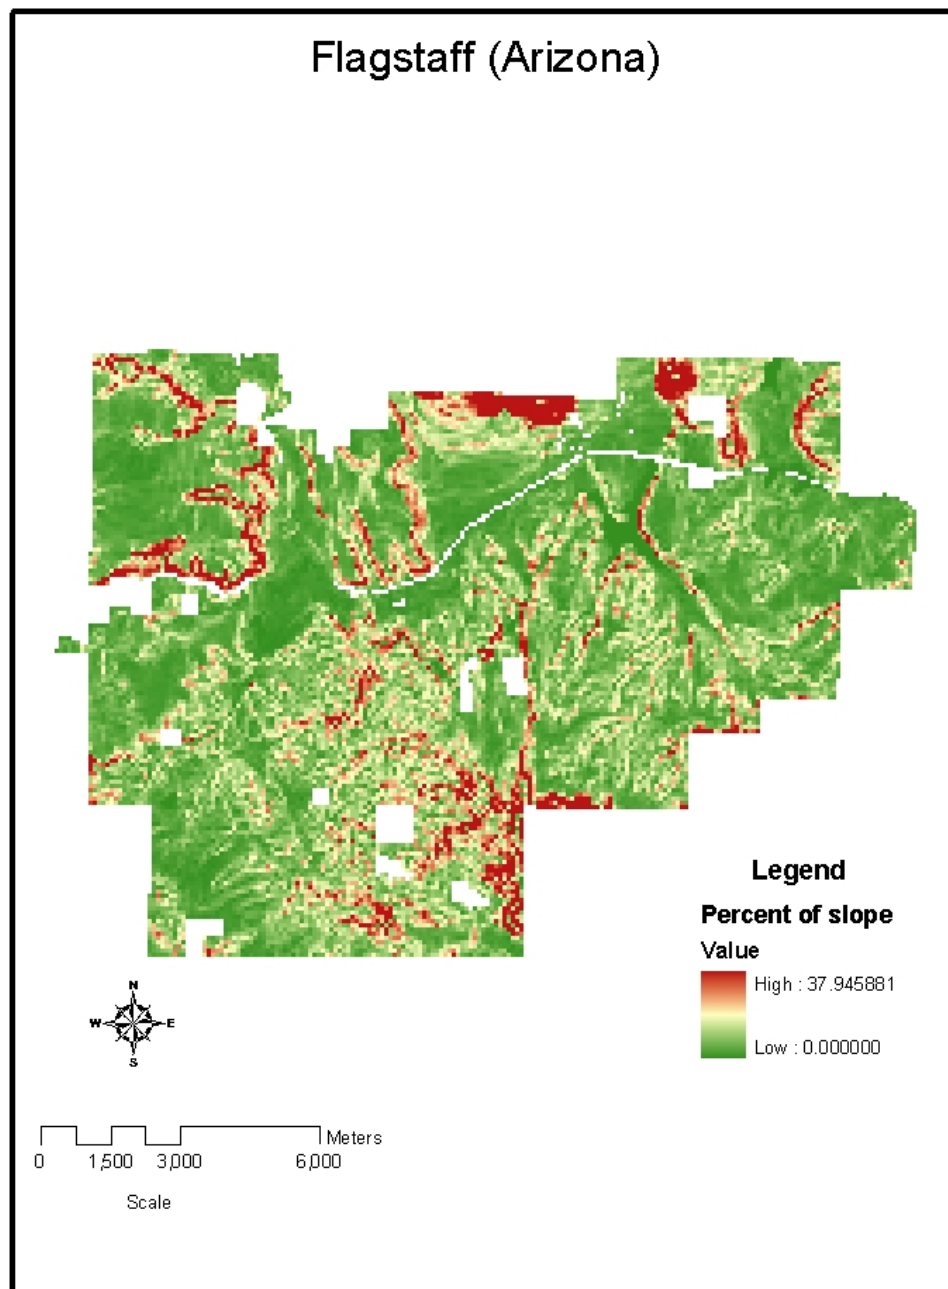 Flagstaff (Arizona)
Legend
Percent of slope
Value
High : 37.945881
Low : 0.000000
N
W E
S
Meters
0 1,500 3,000 6,000
Scale